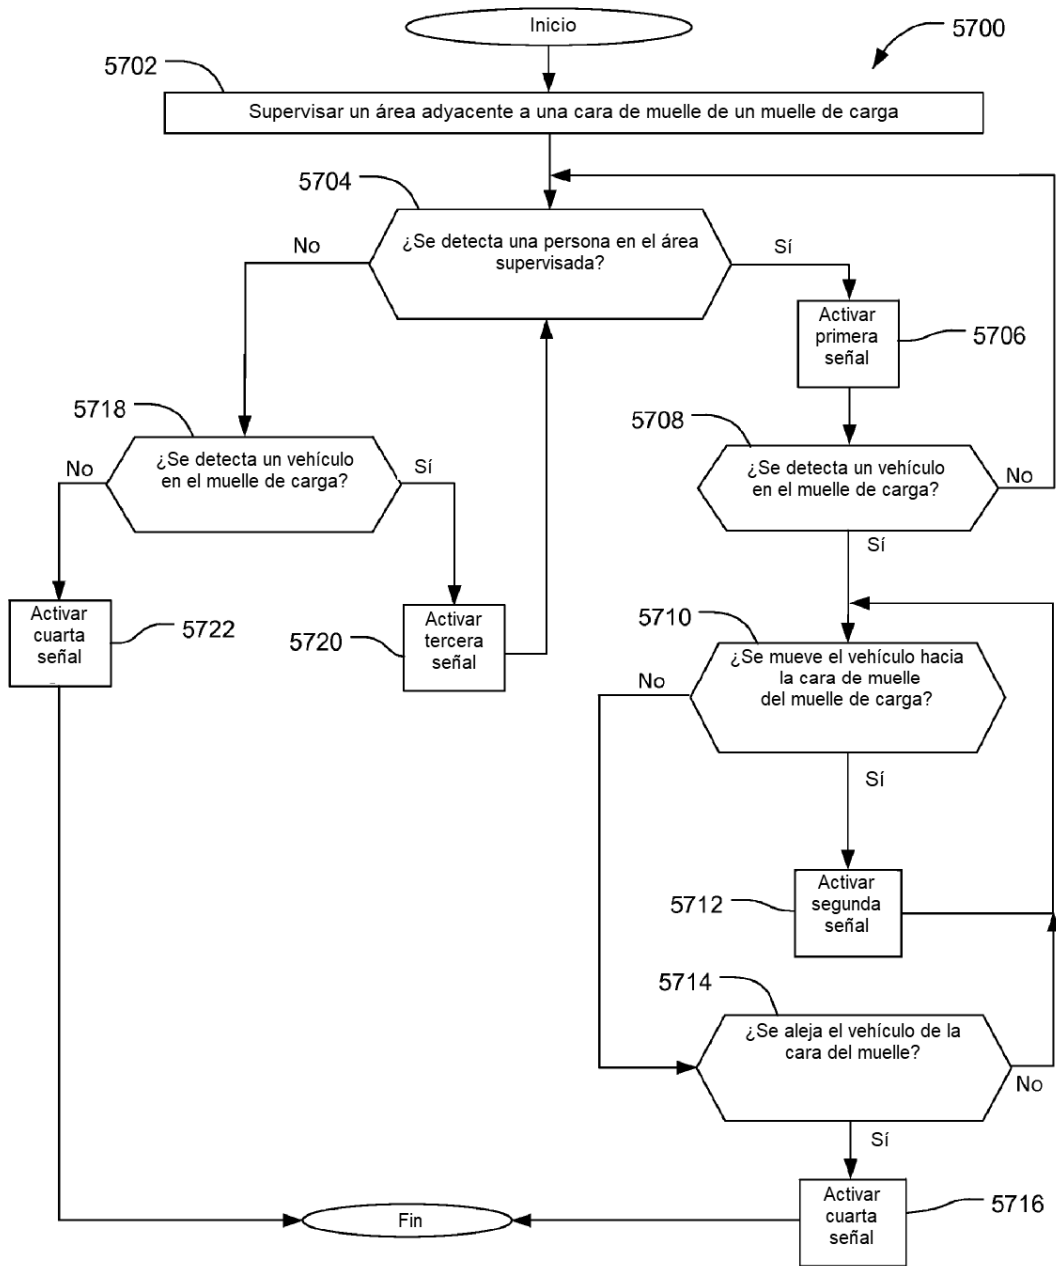 Inicio
5700
5702
Supervisar un área adyacente a una cara de muelle de un muelle de carga
5704
¿Se detecta una persona en el área
supervisada?
No
Sí
Activar
primera
señal
5706
5718
¿Se detecta un vehículo
en el muelle de carga?
No
Sí
5708
¿Se detecta un vehículo
en el muelle de carga?
No
Sí
Activar
cuarta
señal
5722
5720
Activar
tercera
señal
5710
¿Se mueve el vehículo hacia
la cara de muelle
del muelle de carga?
No
Sí
5712
Activar
segunda
señal
5714
¿Se aleja el vehículo de la
cara del muelle?
No
Sí
Activar
cuarta
señal
5716
Fin